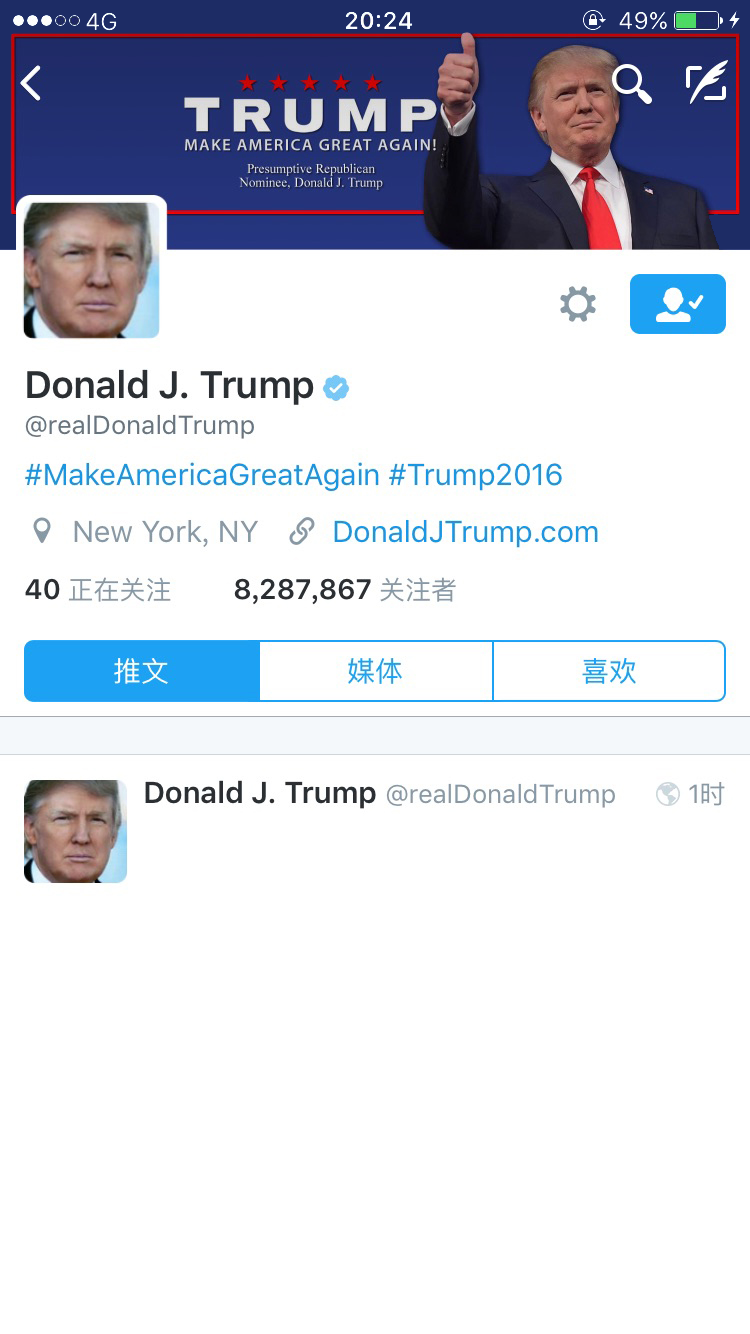 4G 20:24 49%
TRUMP
MAKE AMERICA GREAT AGAIN!
Presumptive Republican
Nominee, Donald J. Trump
Donald J. Trump
@realDonaldTrump
#MakeAmericaGreatAgain #Trump2016
New York, NY DonaldJTrump.com
40 正在关注 8,287,867 关注者
推文 媒体 喜欢
Donald J. Trump @realDonaldTrump 1时